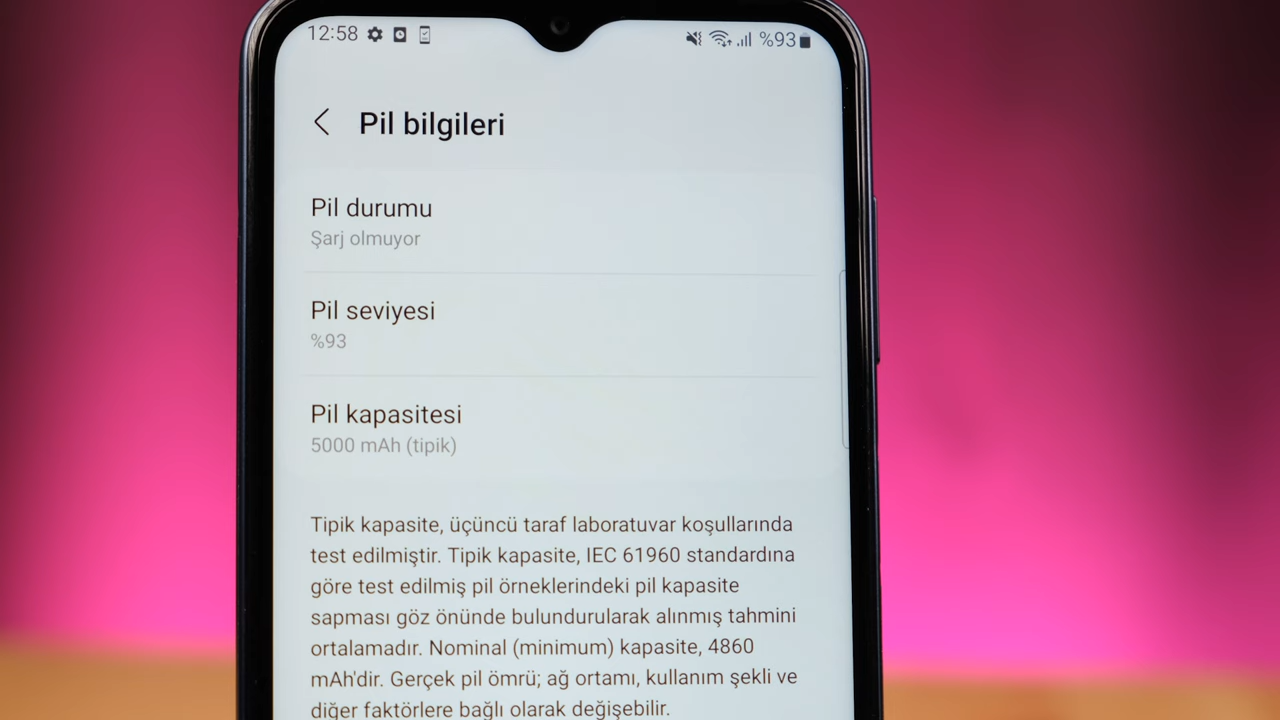 12:58 %93
Pil bilgileri
Pil durumu
Şarj olmuyor
Pil seviyesi
%93
Pil kapasitesi
5000 mAh (tipik)
Tipik kapasite, üçüncü taraf laboratuvar koşullarında
test edilmiştir. Tipik kapasite, IEC 61960 standardına
göre test edilmiş pil örneklerindeki pil kapasite
sapması göz önünde bulundurularak alınmış tahmini
ortalamadır. Nominal (minimum) kapasite, 4860
mAh'dir. Gerçek pil ömrü; ağ ortamı, kullanım şekli ve
diğer faktörlere bağlı olarak değişebilir.